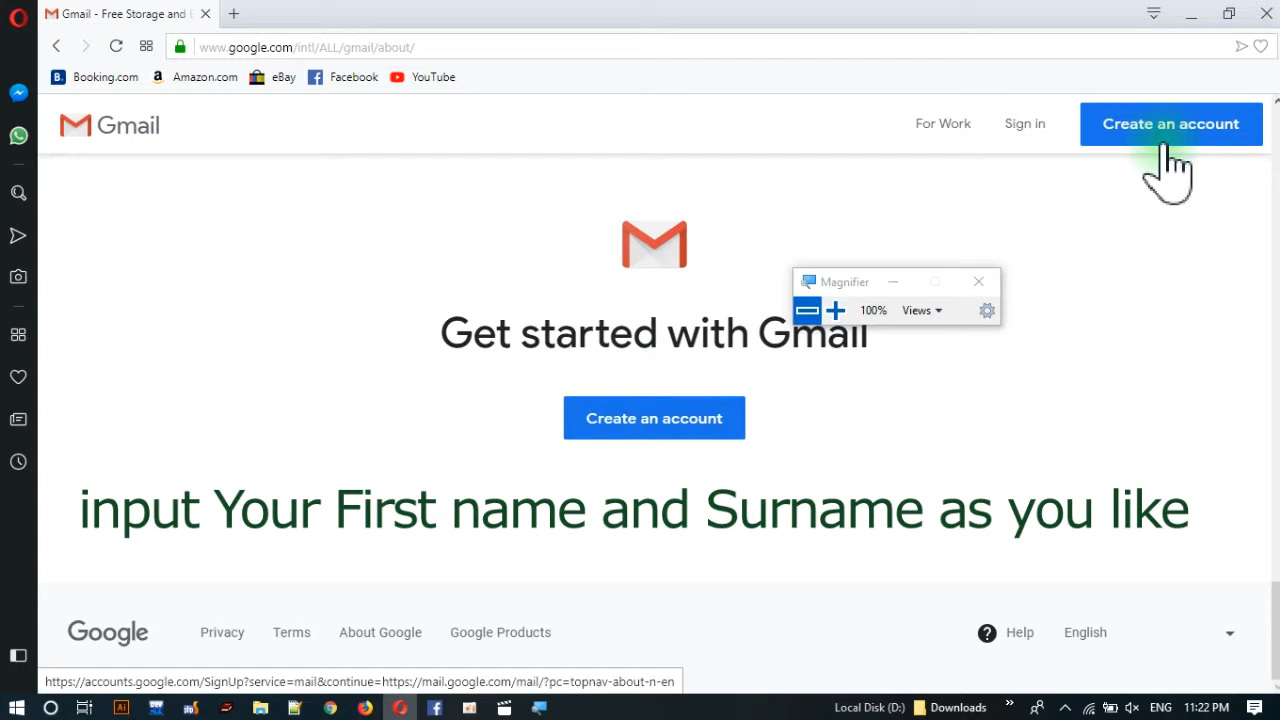 Gmail - Free Storage and E
www.google.com/intl/ALL/gmail/about/
B. Booking.com
a Amazon.com
eBay
Facebook
YouTube
Gmail
For Work
Sign in
Create an account
Magnifier
100%
Views
Get started with Gmail
Create an account
input Your First name and Surname as you like
Google
Privacy
Terms
About Google
Google Products
? Help
English
https://accounts.google.com/SignUp?service=mail&continue=https://mail.google.com/mail/?pc=topnav-about-n-en
Local Disk (D:)
Downloads
ENG
11:22 PM